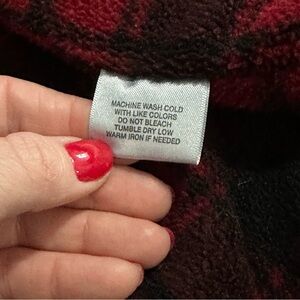 MACHINE WASH COLD
WITH LIKE COLORS
DO NOT BLEACH
TUMBLE DRY LOW
WARM IRON IF NEEDED